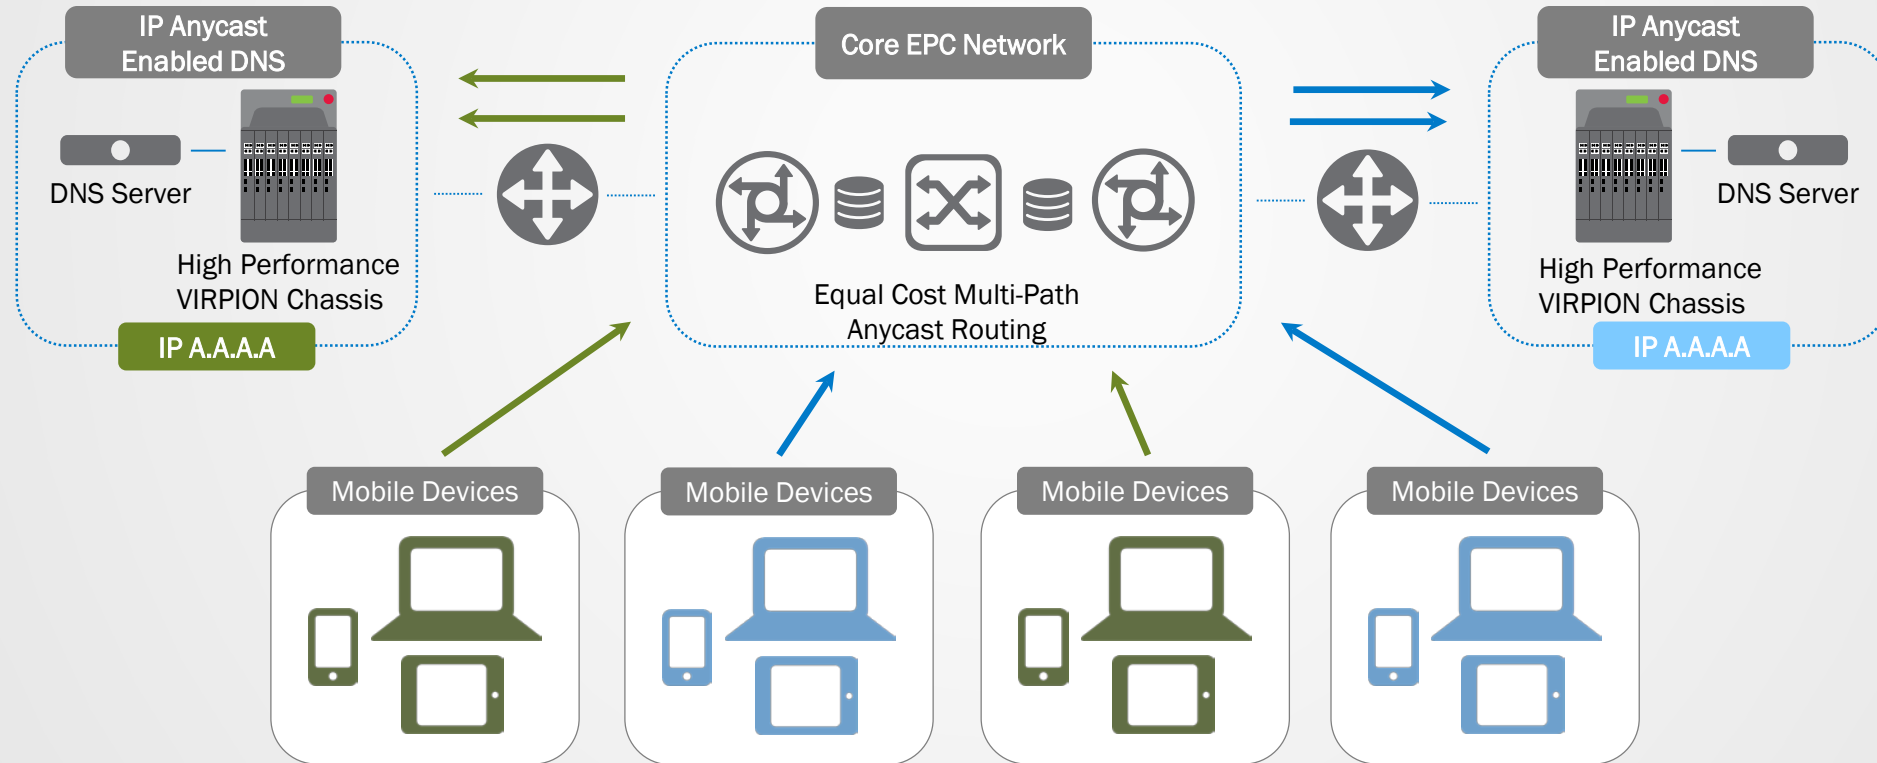 IP Anycast
Enabled DNS
DNS Server
High Performance
VIRPION Chassis
IP A.A.A.A
Core EPC Network
Equal Cost Multi-Path
Anycast Routing
IP Anycast
Enabled DNS
DNS Server
High Performance
VIRPION Chassis
IP A.A.A.A
Mobile Devices
Mobile Devices
Mobile Devices
Mobile Devices